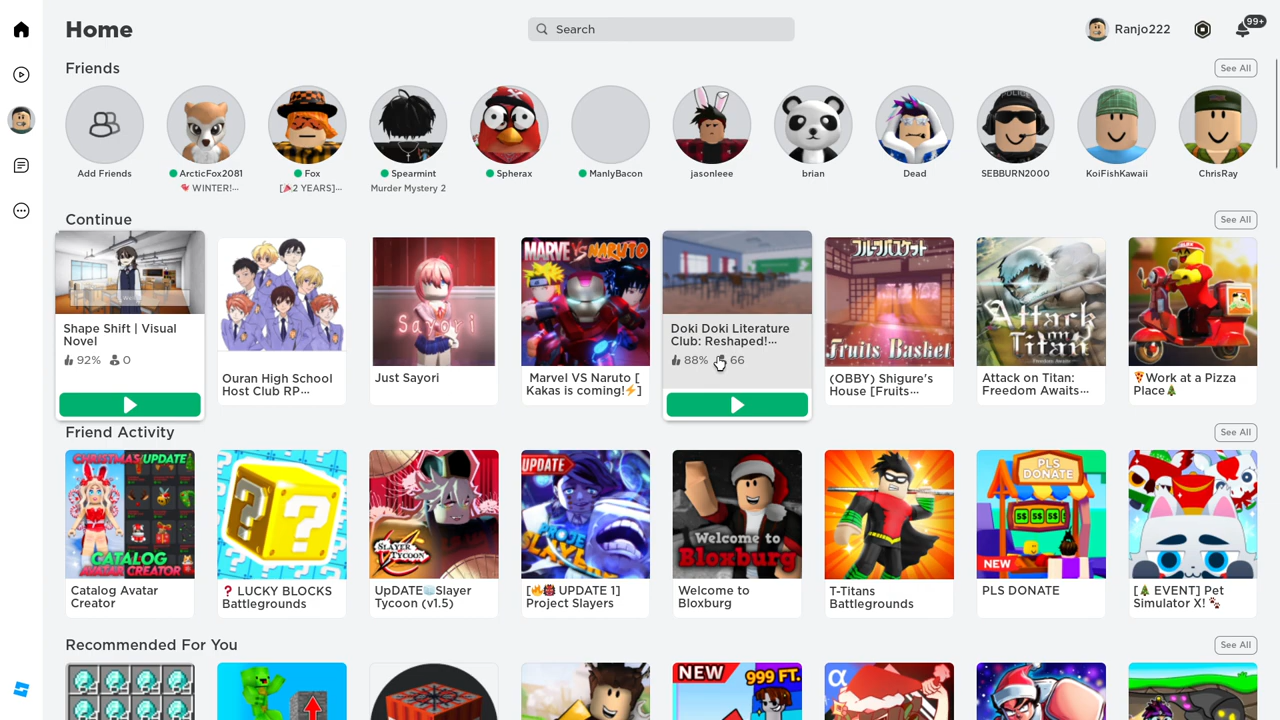 Home
Search
Ranjo222
99+
Friends
See All
Add Friends
ArcticFox2081
WINTER!...
Fox
[🎉2 YEARS]...
Spearmint
Murder Mystery 2
Spherax
ManlyBacon
jasonleee
brian
Dead
SEBBURN2000
KoiFishKawaii
ChrisRay
Continue
See All
Shape Shift | Visual
Novel
92% 0
Ouran High School
Host Club RP...
Sayori
Just Sayori
MARVEL VS NARUTO
Marvel VS Naruto [
Kakas is coming!⚡]
Doki Doki Literature
Club: Reshaped!...
88% 66
フルーツバスケット
Fruits Basket
(OBBY) Shigure's
House [Fruits...
Attack
on
Titan
Attack on Titan:
Freedom Awaits...
🍕Work at a Pizza
Place🎄
Friend Activity
See All
CHRISTMAS UPDATE
CATALOG
AVATAR CREATOR
Catalog Avatar
Creator
? ?
❓ LUCKY BLOCKS
Battlegrounds
SLAYER
TYCOON
UpDATE🧊Slayer
Tycoon (v1.5)
UPDATE
PROJECT
SLAYERS
[🔥👹 UPDATE 1]
Project Slayers
Welcome to
Bloxburg
Welcome to
Bloxburg
T-Titans
Battlegrounds
PLS
DONATE
NEW
PLS DONATE
[🎄 EVENT] Pet
Simulator X! 🐾
Recommended For You
See All
64 64 64 64
NEW
999 FT.
α